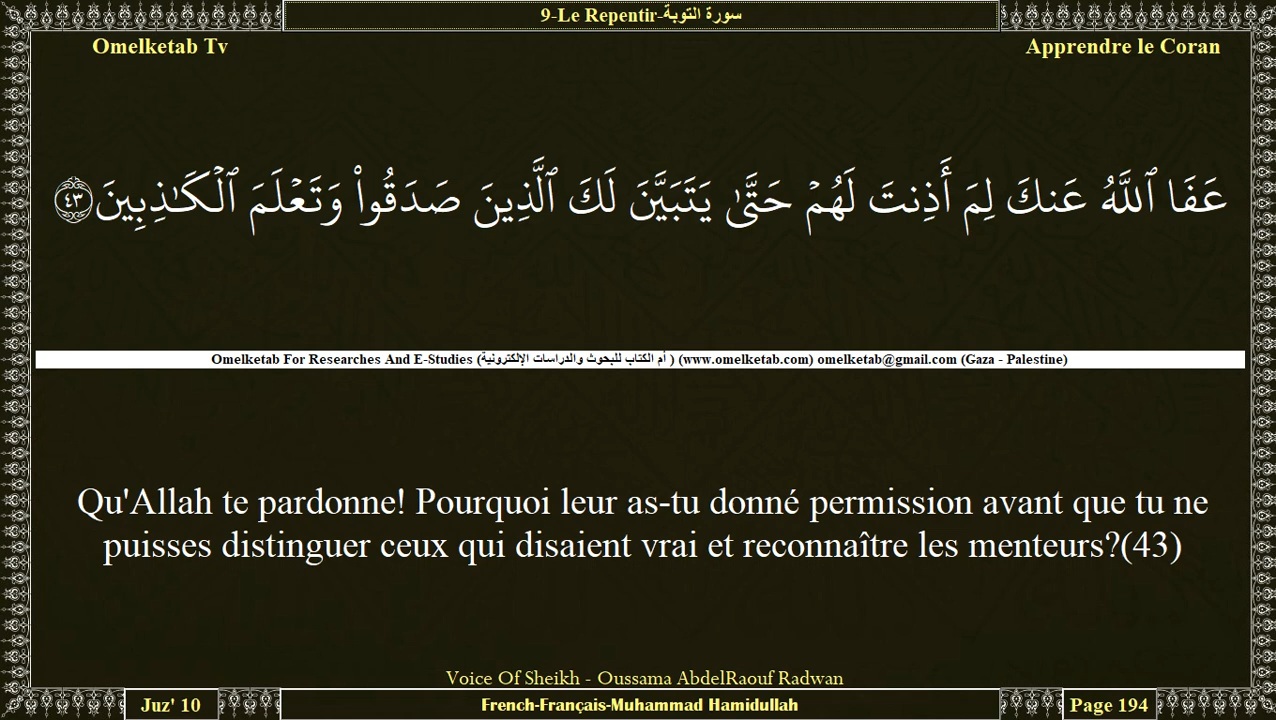 9-Le Repentir-سورة التوبة
Omelketab Tv
Apprendre le Coran
عَفَا ٱللَّهُ عَنكَ لِمَ أَذِنتَ لَهُمۡ حَتَّىٰ يَتَبَيَّنَ لَكَ ٱلَّذِينَ صَدَقُواْ وَتَعۡلَمَ ٱلۡكَٰذِبِينَ ٤٣
Omelketab For Researches And E-Studies (أم الكتاب للبحوث والدراسات الإلكترونية ) (www.omelketab.com) omelketab@gmail.com (Gaza - Palestine)
Qu'Allah te pardonne! Pourquoi leur as-tu donné permission avant que tu ne
puisses distinguer ceux qui disaient vrai et reconnaître les menteurs?(43)
Voice Of Sheikh - Oussama AbdelRaouf Radwan
Juz' 10
French-Français-Muhammad Hamidullah
Page 194